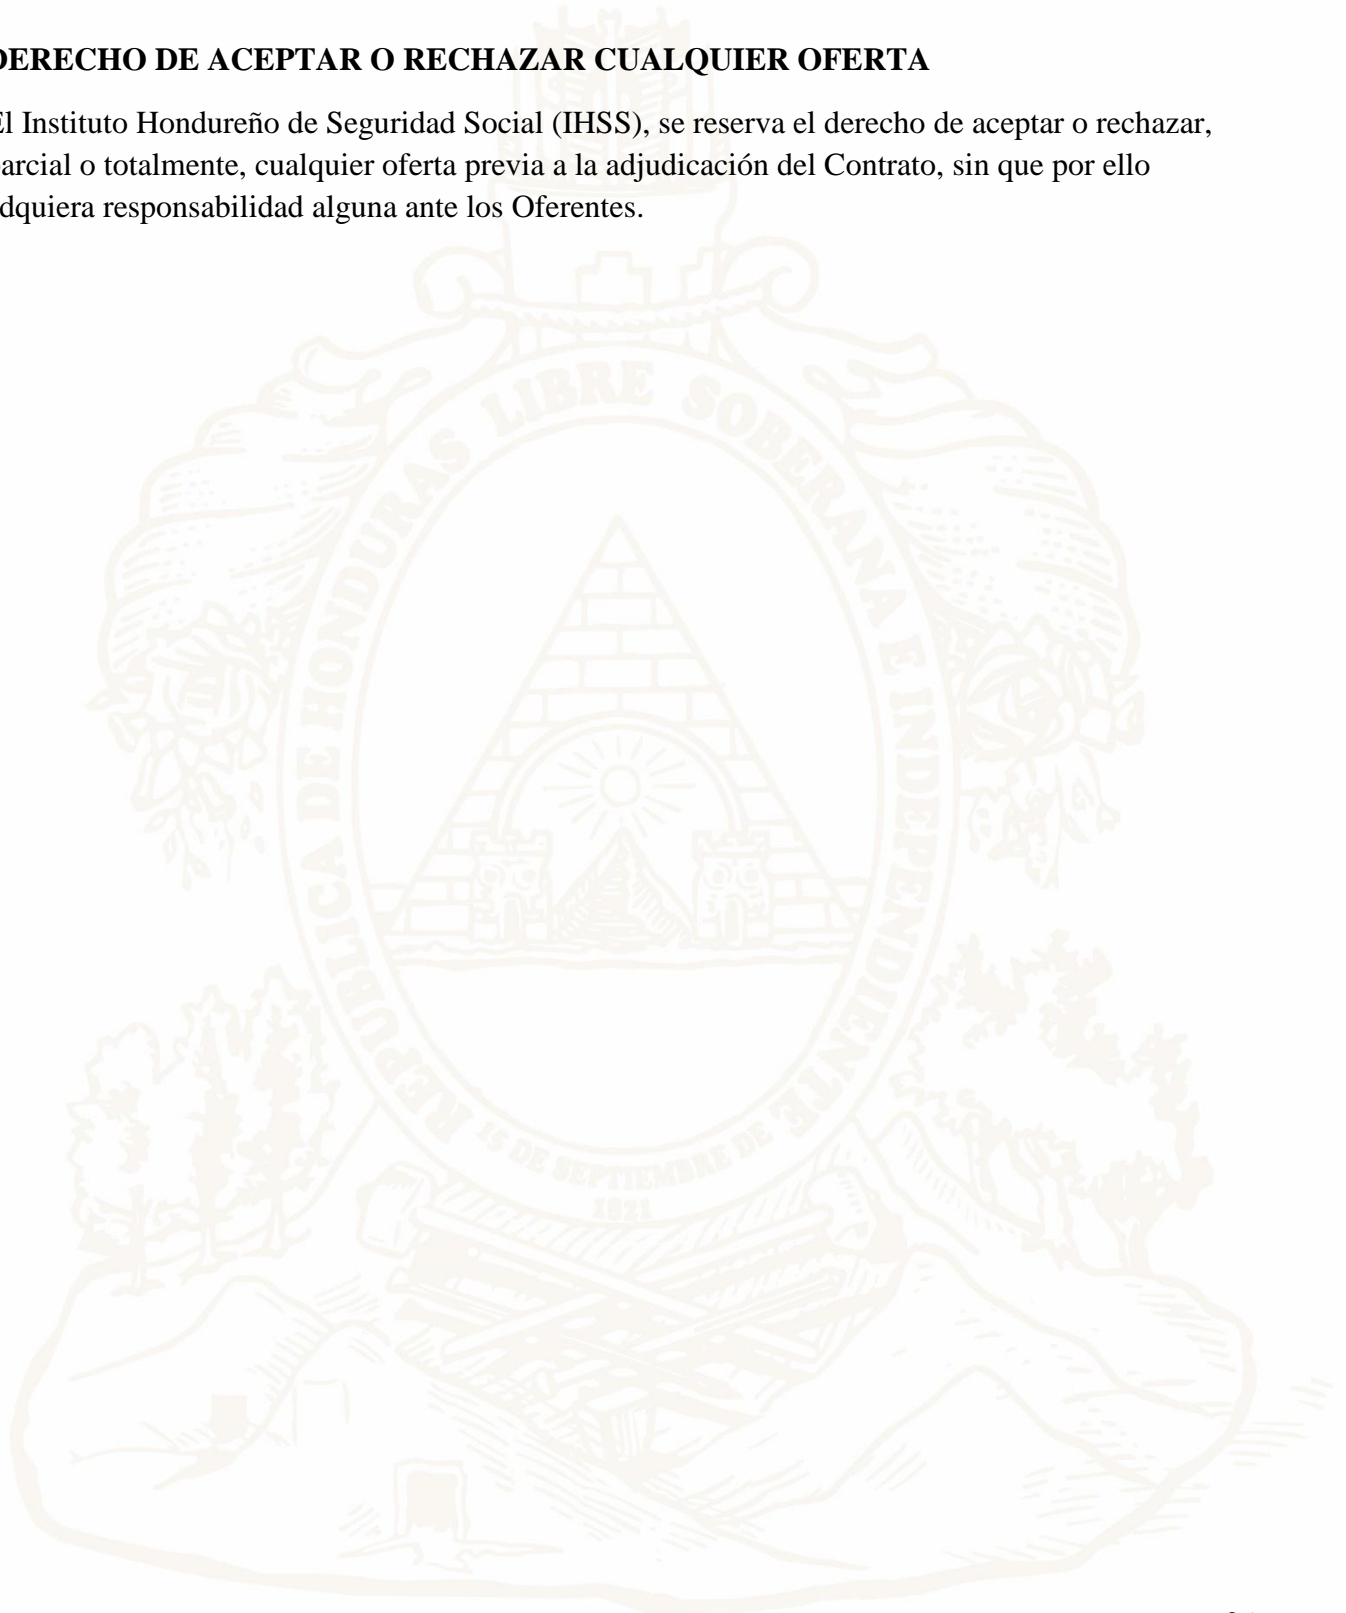 DERECHO DE ACEPTAR O RECHAZAR CUALQUIER OFERTA
El Instituto Hondureño de Seguridad Social (IHSS), se reserva el derecho de aceptar o rechazar,
parcial o totalmente, cualquier oferta previa a la adjudicación del Contrato, sin que por ello
adquiera responsabilidad alguna ante los Oferentes.
REPUBLICA DE HONDURAS LIBRE SOBERANA E INDEPENDIENTE
15 DE SEPTIEMBRE DE
1821